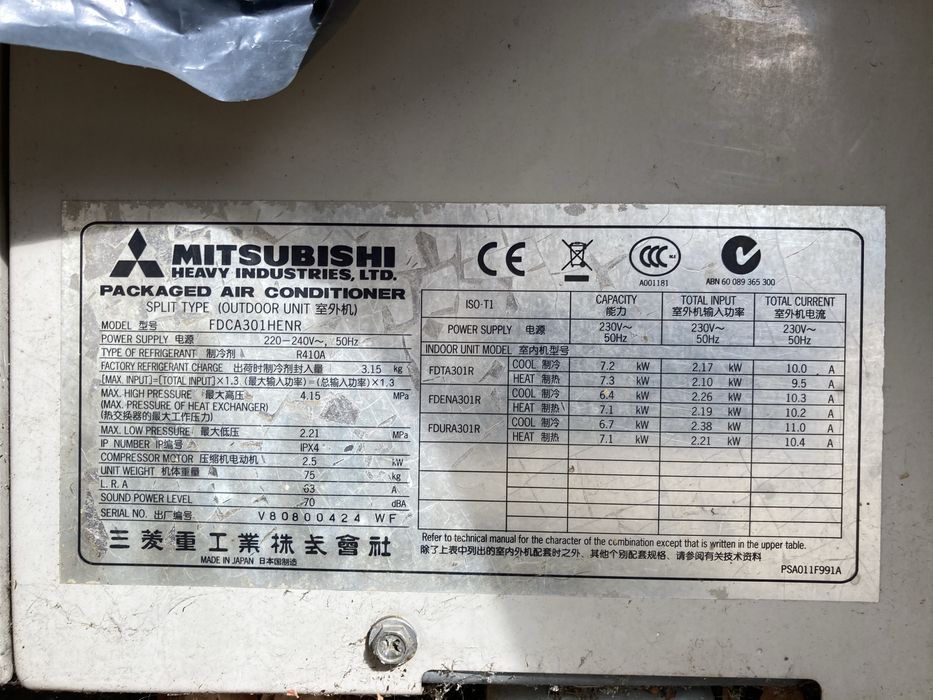 MITSUBISHI
HEAVY INDUSTRIES, LTD.
PACKAGED AIR CONDITIONER
SPLIT TYPE (OUTDOOR UNIT 室外机)
MODEL 型号 FDCA301HENR
POWER SUPPLY 电源 220-240V~, 50Hz
TYPE OF REFRIGERANT 制冷剂 R410A
FACTORY REFRIGERANT CHARGE 出荷时制冷剂封入量 3.15 kg
[MAX. INPUT]=[TOTAL INPUT]×1.3 (最大输入功率)=(总输入功率)×1.3
MAX. HIGH PRESSURE 最大高压 4.15 MPa
(MAX. PRESSURE OF HEAT EXCHANGER)
(热交换器的最大工作压力)
MAX. LOW PRESSURE 最大低压 2.21 MPa
IP NUMBER IP编号 IPX4
COMPRESSOR MOTOR 压缩机电动机 2.5 kW
UNIT WEIGHT 机体重量 75 kg
L. R. A 63 A
SOUND POWER LEVEL 70 dBA
SERIAL NO. 出厂编号 V80800424 WF
三菱重工業株式會社
MADE IN JAPAN 日本国制造
CE
CCC
A001181
ABN 60 089 365 300
ISO-T1 CAPACITY 能力 TOTAL INPUT 室外机输入功率 TOTAL CURRENT 室外机电流
POWER SUPPLY 电源 230V~ 50Hz 230V~ 50Hz 230V~ 50Hz
INDOOR UNIT MODEL 室内机型号
FDTA301R COOL 制冷 7.2 kW 2.17 kW 10.0 A
HEAT 制热 7.3 kW 2.10 kW 9.5 A
FDENA301R COOL 制冷 6.4 kW 2.26 kW 10.3 A
HEAT 制热 7.1 kW 2.19 kW 10.2 A
FDURA301R COOL 制冷 6.7 kW 2.38 kW 11.0 A
HEAT 制热 7.1 kW 2.21 kW 10.4 A
Refer to technical manual for the character of the combination except that is written in the upper table.
除了上表中列出的室内外机配套时之外、其他个别配套规格、请参阅有关技术资料
PSA011F991A